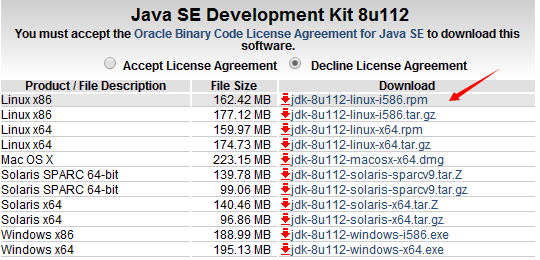 Java SE Development Kit 8u112
You must accept the Oracle Binary Code License Agreement for Java SE to download this
software.
Accept License Agreement Decline License Agreement
Product / File Description File Size Download
Linux x86 162.42 MB jdk-8u112-linux-i586.rpm
Linux x86 177.12 MB jdk-8u112-linux-i586.tar.gz
Linux x64 159.97 MB jdk-8u112-linux-x64.rpm
Linux x64 174.73 MB jdk-8u112-linux-x64.tar.gz
Mac OS X 223.15 MB jdk-8u112-macosx-x64.dmg
Solaris SPARC 64-bit 139.78 MB jdk-8u112-solaris-sparcv9.tar.Z
Solaris SPARC 64-bit 99.06 MB jdk-8u112-solaris-sparcv9.tar.gz
Solaris x64 140.46 MB jdk-8u112-solaris-x64.tar.Z
Solaris x64 96.86 MB jdk-8u112-solaris-x64.tar.gz
Windows x86 188.99 MB jdk-8u112-windows-i586.exe
Windows x64 195.13 MB jdk-8u112-windows-x64.exe